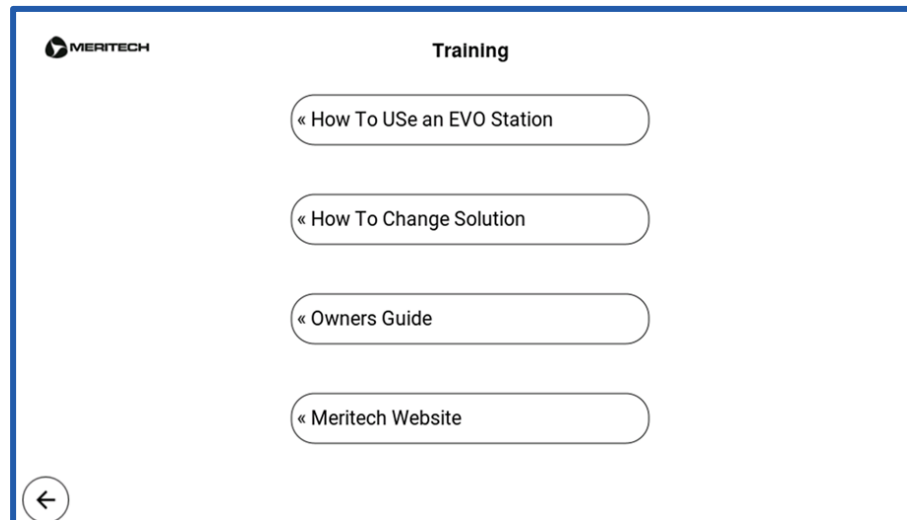 MERITECH
Training
« How To USe an EVO Station
« How To Change Solution
« Owners Guide
« Meritech Website